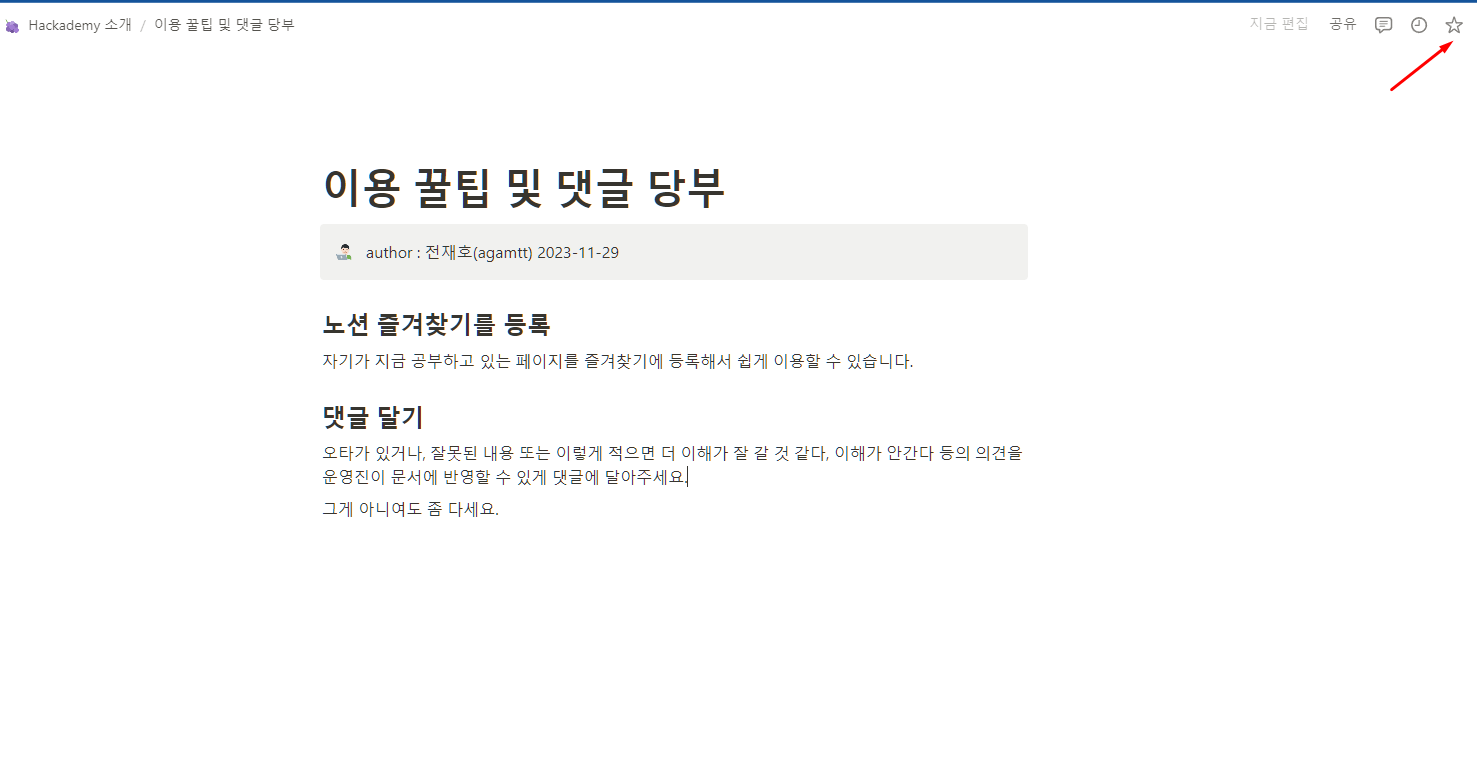 Hackademy 소개 / 이용 꿀팁 및 댓글 당부
지금 편집 공유
이용 꿀팁 및 댓글 당부
author : 전재호(agamtt) 2023-11-29
노션 즐겨찾기를 등록
자기가 지금 공부하고 있는 페이지를 즐겨찾기에 등록해서 쉽게 이용할 수 있습니다.
댓글 달기
오타가 있거나, 잘못된 내용 또는 이렇게 적으면 더 이해가 잘 갈 것 같다, 이해가 안간다 등의 의견을
운영진이 문서에 반영할 수 있게 댓글에 달아주세요.
그게 아니여도 좀 다세요.